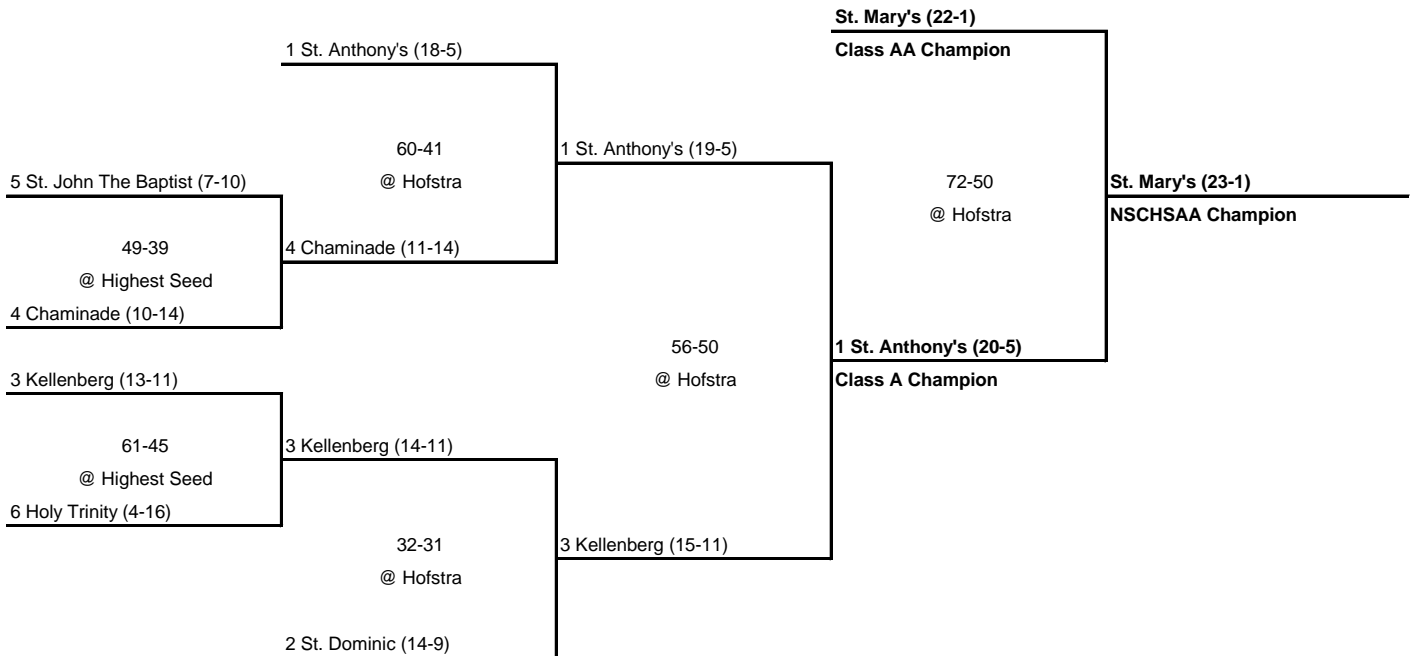 St. Mary's (22-1)
1 St. Anthony's (18-5)
Class AA Champion
60-41
1 St. Anthony's (19-5)
5 St. John The Baptist (7-10)
@ Hofstra
72-50
St. Mary's (23-1)
@ Hofstra
NSCHSAA Champion
49-39
4 Chaminade (11-14)
@ Highest Seed
4 Chaminade (10-14)
56-50
1 St. Anthony's (20-5)
3 Kellenberg (13-11)
@ Hofstra
Class A Champion
61-45
3 Kellenberg (14-11)
@ Highest Seed
6 Holy Trinity (4-16)
32-31
3 Kellenberg (15-11)
@ Hofstra
2 St. Dominic (14-9)